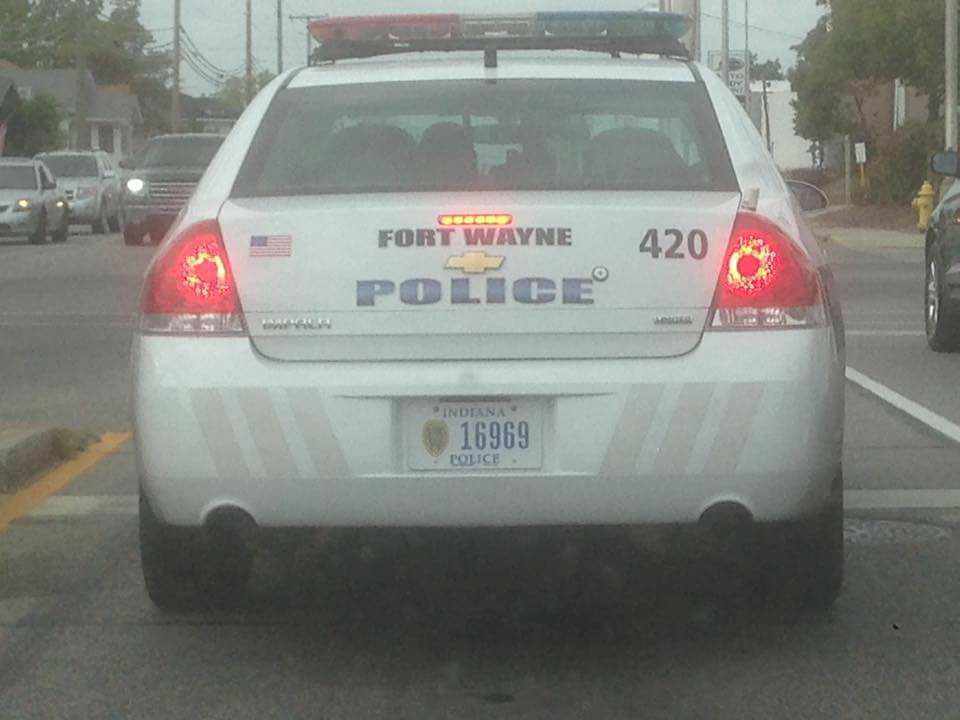 FORT WAYNE
420
POLICE
IMPALA
INDIANA
16969
POLICE